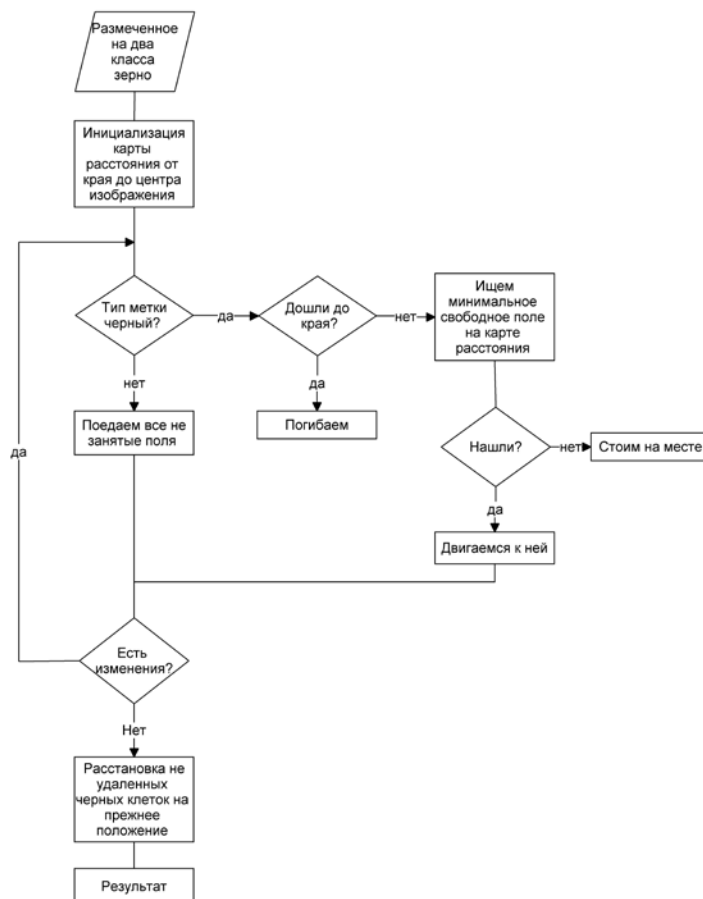 Размеченное
на два
класса
зерно
Инициализация
карты
расстояния от
края до центра
изображения
Тип метки
черный?
да
Дошли до
края?
нет
Ищем
минимальное
свободное поле
на карте
расстояния
нет
да
Поедаем все не
занятые поля
Погибаем
да
Нашли?
нет
Стоим на месте
да
Двигаемся к ней
Есть
изменения?
Нет
Расстановка не
удаленных
черных клеток на
прежнее
положение
Результат